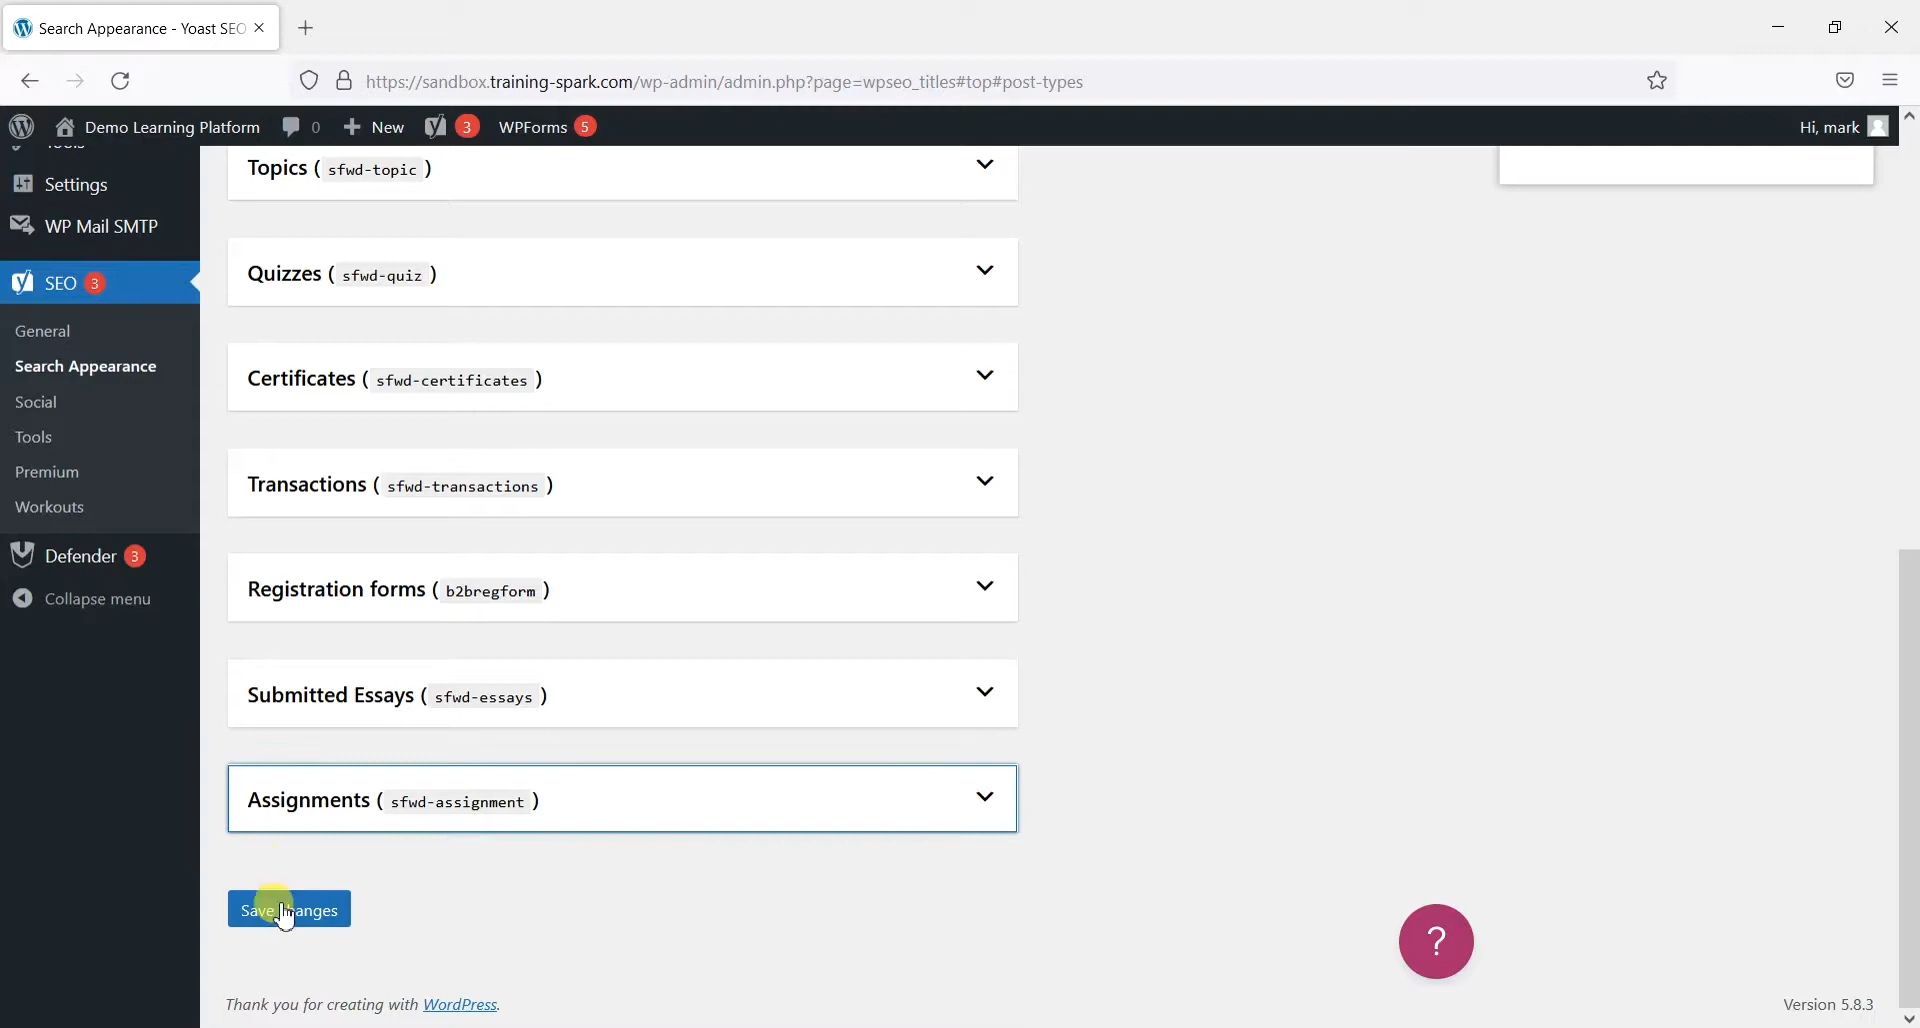 Search Appearance - Yoast SEO
https://sandbox.training-spark.com/wp-admin/admin.php?page=wpseo_titles#top#post-types
Demo Learning Platform 0 New 3 WPForms 5 Hi, mark
Tools
Settings
WP Mail SMTP
SEO 3
General
Search Appearance
Social
Tools
Premium
Workouts
Defender 3
Collapse menu
Topics ( sfwd-topic )
Quizzes ( sfwd-quiz )
Certificates ( sfwd-certificates )
Transactions ( sfwd-transactions )
Registration forms ( b2bregform )
Submitted Essays ( sfwd-essays )
Assignments ( sfwd-assignment )
Save changes
?
Thank you for creating with WordPress.
Version 5.8.3